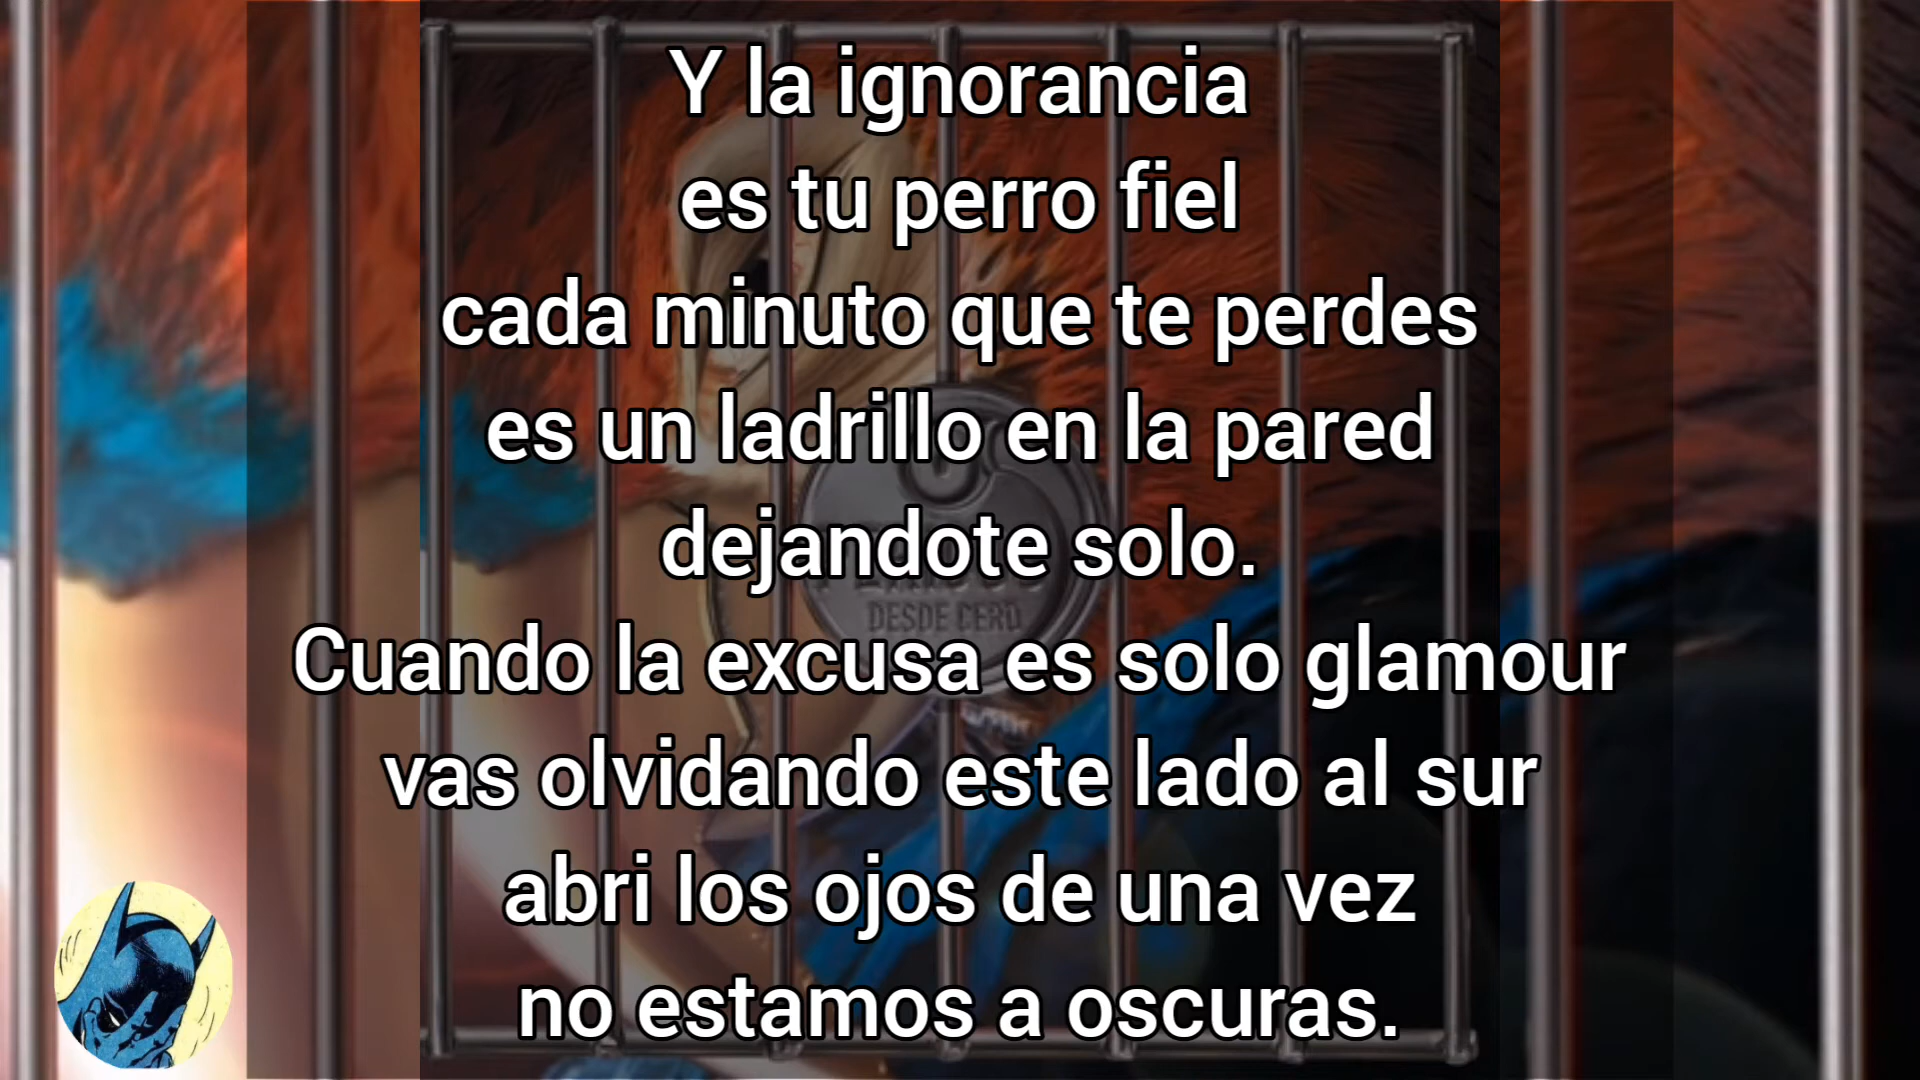 Y la ignorancia
es tu perro fiel
cada minuto que te perdes
es un ladrillo en la pared
dejandote solo.
Cuando la excusa es solo glamour
vas olvidando este lado al sur
abri los ojos de una vez
no estamos a oscuras.
DESDE CERO